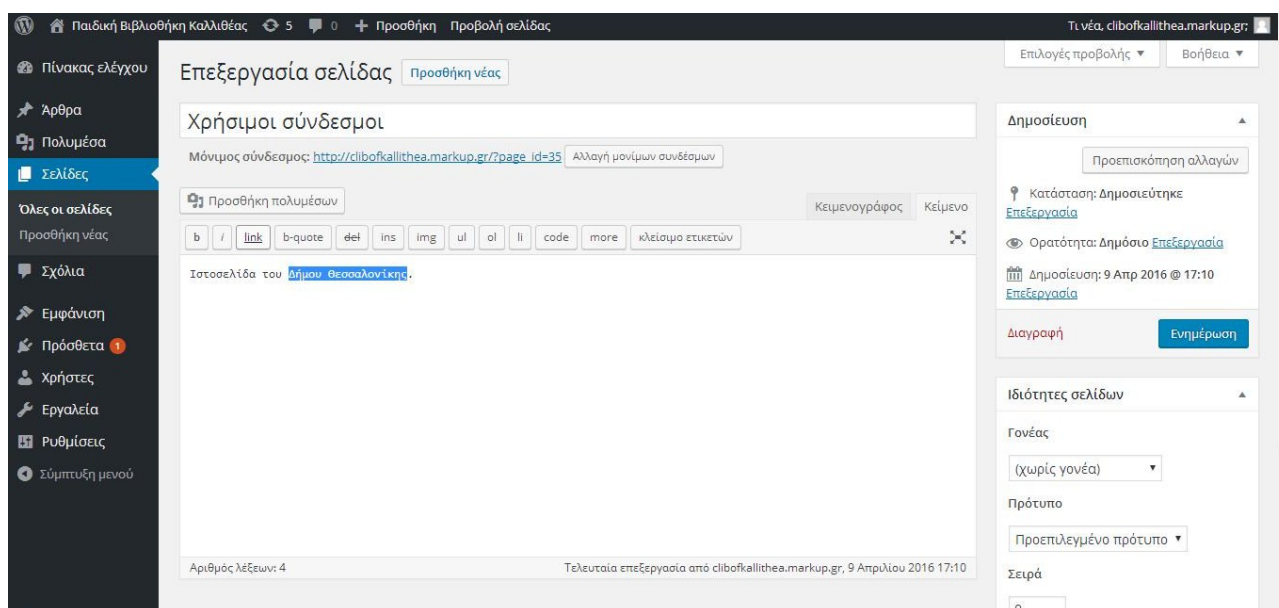 Παιδική Βιβλιοθήκη Καλλιθέας 5 0 Προσθήκη Προβολή σελίδας Τι νέα, clibofkallithea.markup.gr;
Πίνακας ελέγχου
Άρθρα
Πολυμέσα
Σελίδες
Όλες οι σελίδες
Προσθήκη νέας
Σχόλια
Εμφάνιση
Πρόσθετα 1
Χρήστες
Εργαλεία
Ρυθμίσεις
Σύμπτυξη μενού
Επιλογές προβολής Βοήθεια
Επεξεργασία σελίδας Προσθήκη νέας
Χρήσιμοι σύνδεσμοι
Μόνιμος σύνδεσμος: http://clibofkallithea.markup.gr/?page_id=35 Αλλαγή μονίμων συνδέσμων
Προσθήκη πολυμέσων Κειμενογράφος Κείμενο
b i link b-quote del ins img ul ol li code more κλείσιμο ετικετών
Ιστοσελίδα του Δήμου Θεσσαλονίκης.
Αριθμός λέξεων: 4 Τελευταία επεξεργασία από clibofkallithea.markup.gr, 9 Απριλίου 2016 17:10
Δημοσίευση
Προεπισκόπηση αλλαγών
Κατάσταση: Δημοσιεύτηκε
Επεξεργασία
Ορατότητα: Δημόσιο Επεξεργασία
Δημοσίευση: 9 Απρ 2016 @ 17:10
Επεξεργασία
Διαγραφή Ενημέρωση
Ιδιότητες σελίδων
Γονέας
(χωρίς γονέα)
Πρότυπο
Προεπιλεγμένο πρότυπο
Σειρά